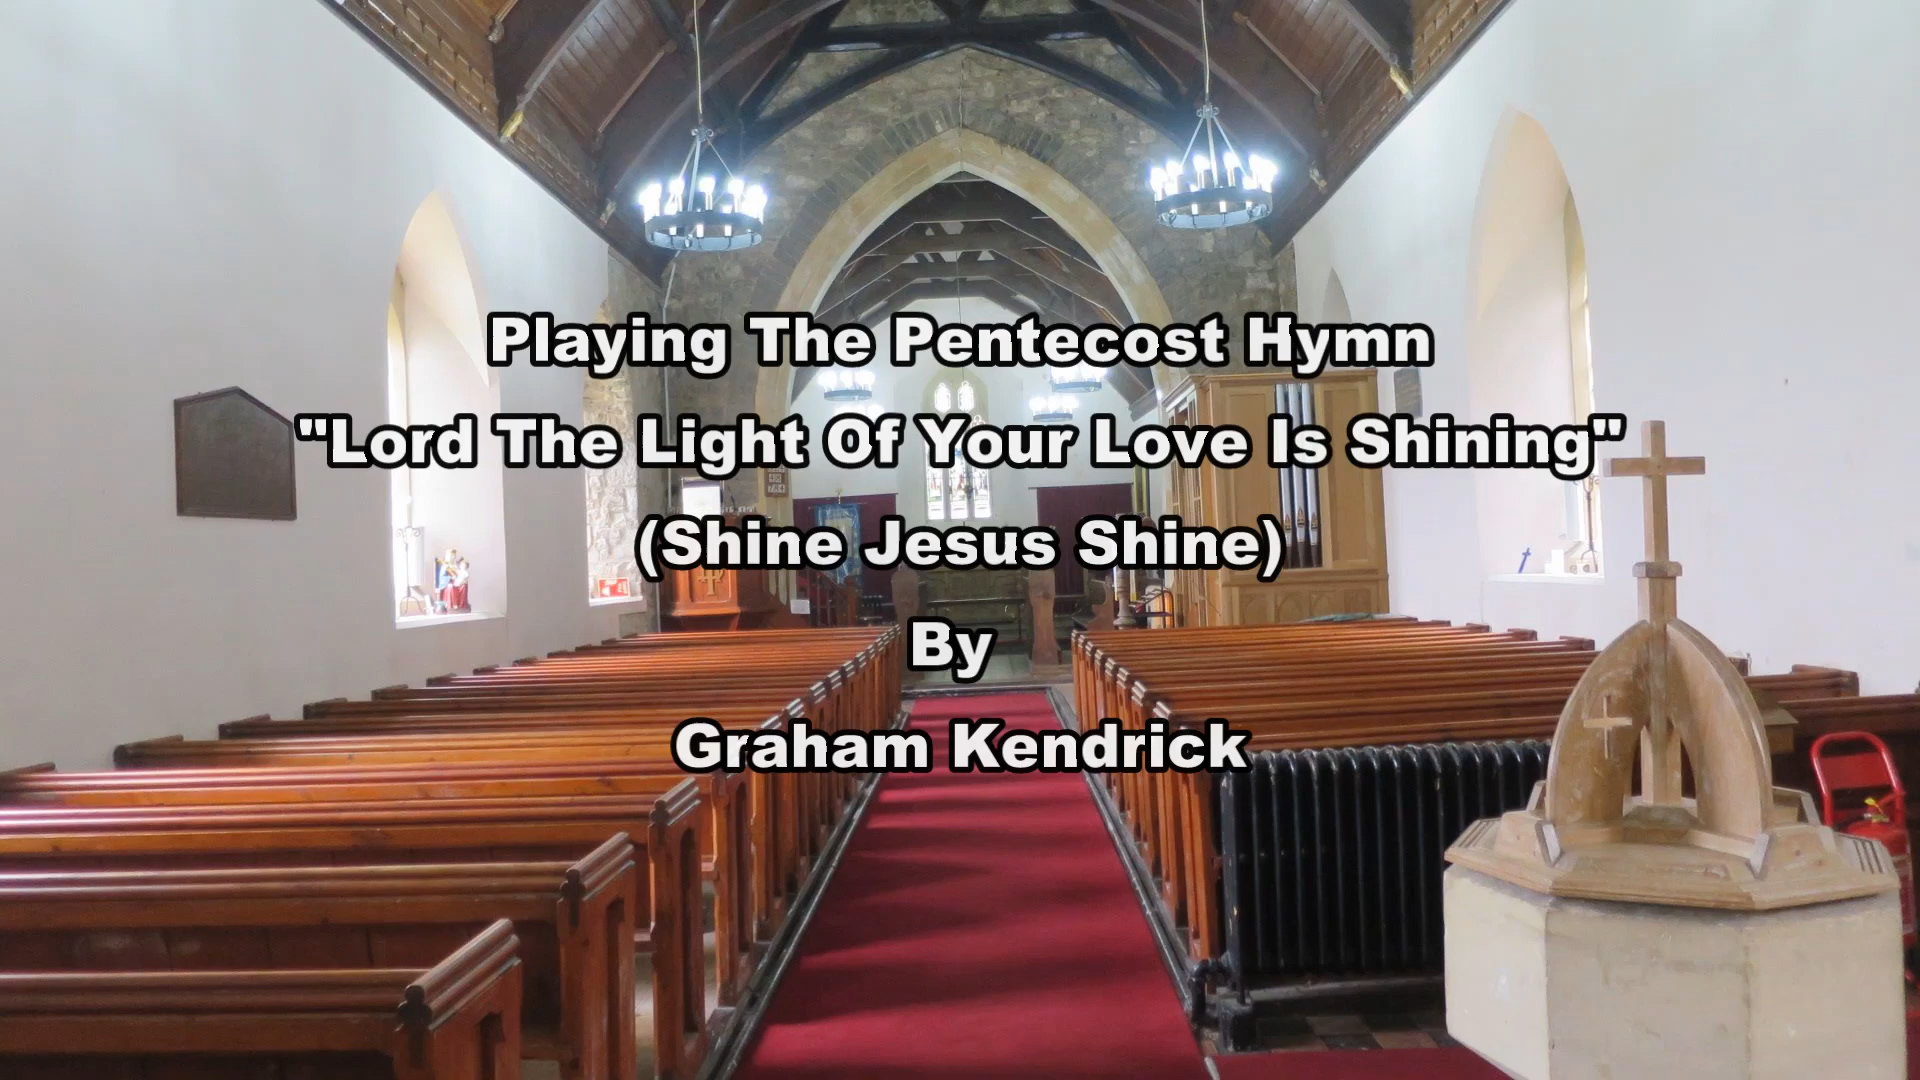 Playing The Pentecost Hymn
"Lord The Light Of Your Love Is Shining"
(Shine Jesus Shine)
By
Graham Kendrick